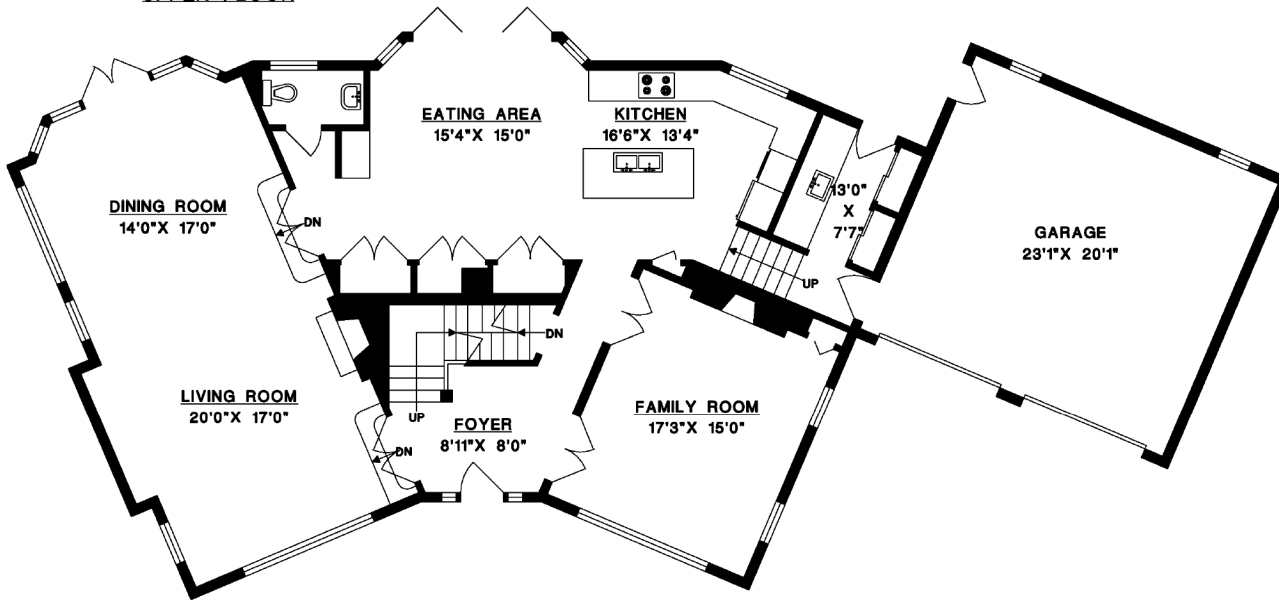 EATING AREA
15'4"X 15'0"
KITCHEN
16'6"X 13'4"
DINING ROOM
14'0"X 17'0"
DN
13'0"
X
7'7"
GARAGE
23'1"X 20'1"
UP
DN
LIVING ROOM
20'0"X 17'0"
UP
FOYER
8'11"X 8'0"
DN
FAMILY ROOM
17'3"X 15'0"